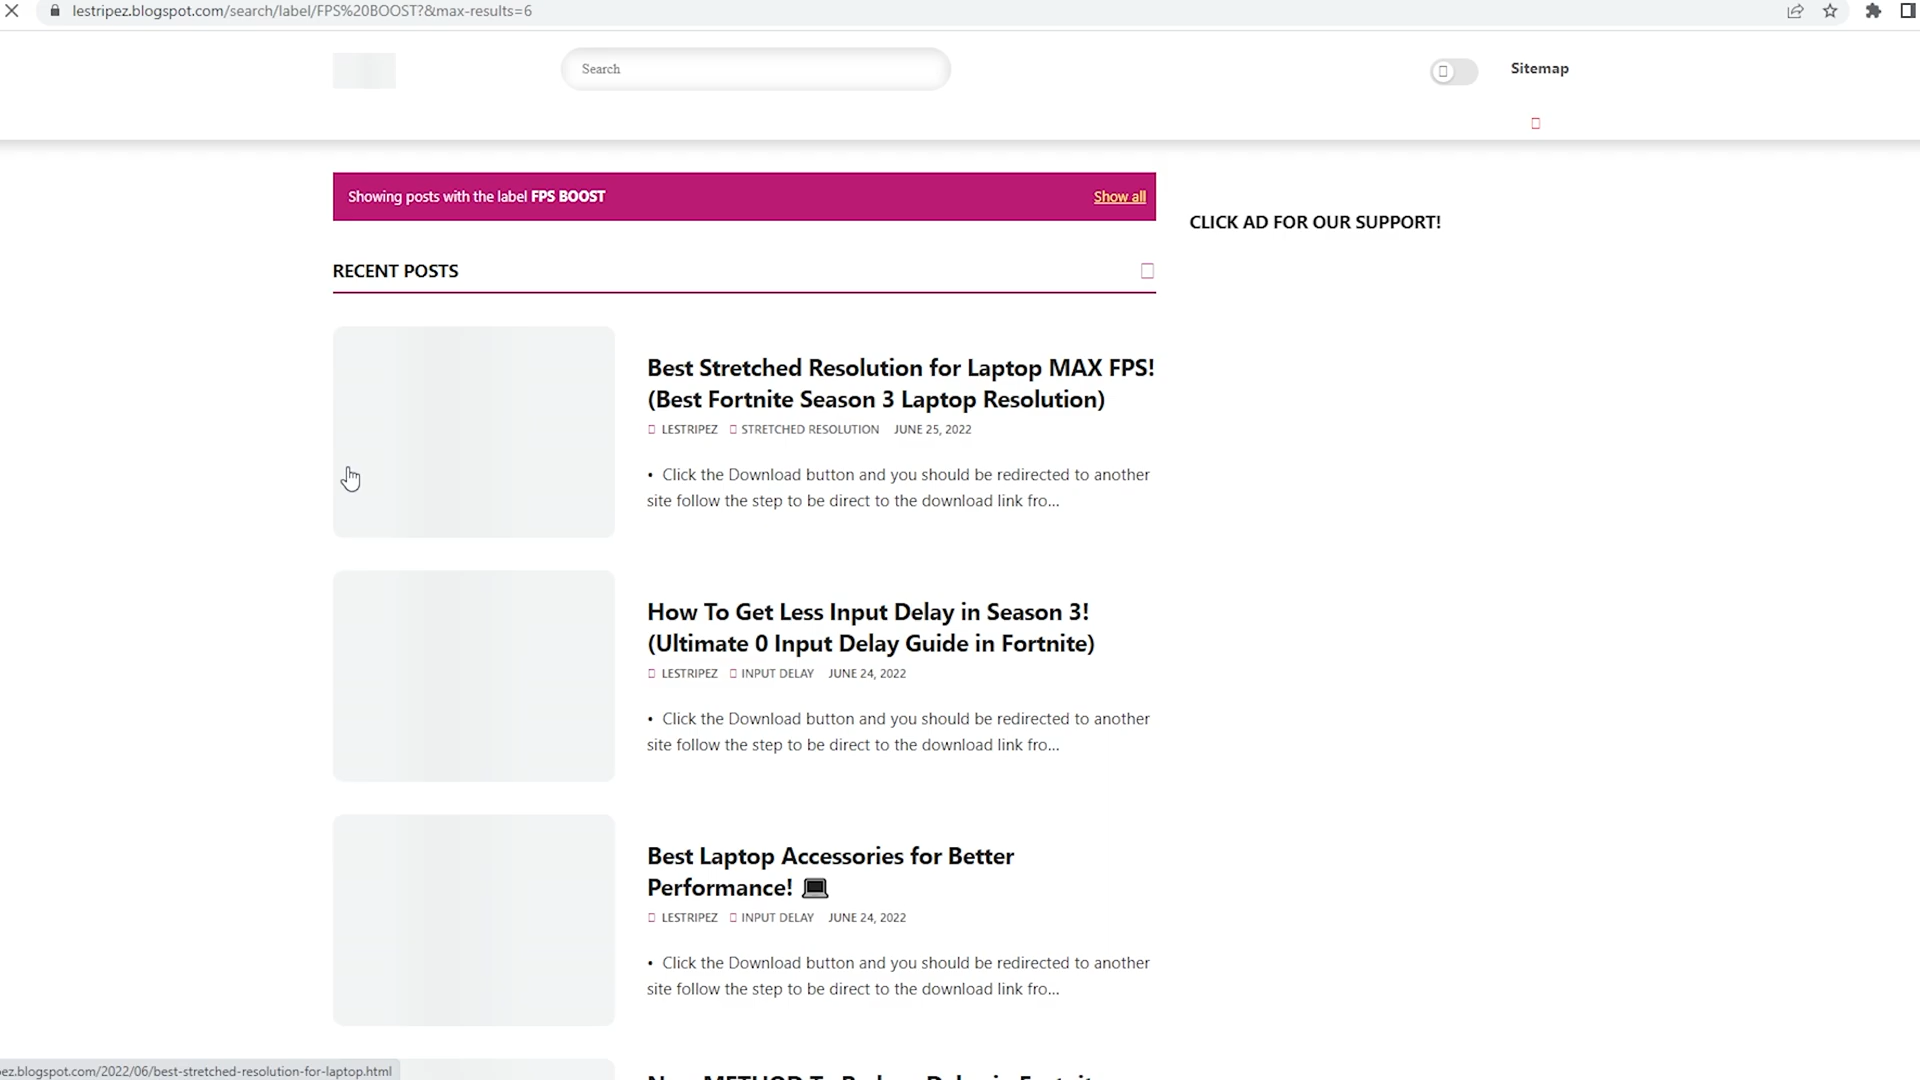 lestripez.blogspot.com/search/label/FPS%20BOOST?&max-results=6
Search
Sitemap
Showing posts with the label FPS BOOST
Show all
CLICK AD FOR OUR SUPPORT!
RECENT POSTS
Best Stretched Resolution for Laptop MAX FPS!
(Best Fortnite Season 3 Laptop Resolution)
LESTRIPEZ STRETCHED RESOLUTION JUNE 25, 2022
• Click the Download button and you should be redirected to another
site follow the step to be direct to the download link fro...
How To Get Less Input Delay in Season 3!
(Ultimate 0 Input Delay Guide in Fortnite)
LESTRIPEZ INPUT DELAY JUNE 24, 2022
• Click the Download button and you should be redirected to another
site follow the step to be direct to the download link fro...
Best Laptop Accessories for Better
Performance! 💻
LESTRIPEZ INPUT DELAY JUNE 24, 2022
• Click the Download button and you should be redirected to another
site follow the step to be direct to the download link fro...
ez.blogspot.com/2022/06/best-stretched-resolution-for-laptop.html